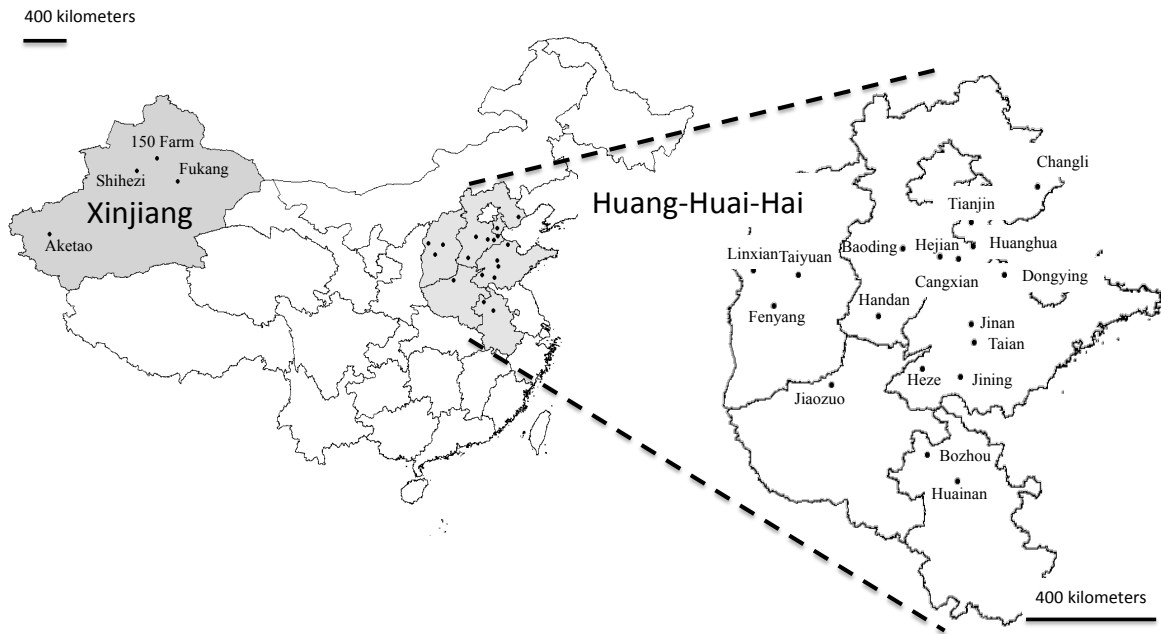 400 kilometers
150 Farm
Shihezi
Fukang
Xinjiang
Aketao
Huang-Huai-Hai
Changli
Tianjin
Baoding
Hejian
Huanghua
Linxian
Taiyuan
Cangxian
Dongying
Handan
Fenyang
Jinan
Taian
Heze
Jining
Jiaozuo
Bozhou
Huainan
400 kilometers